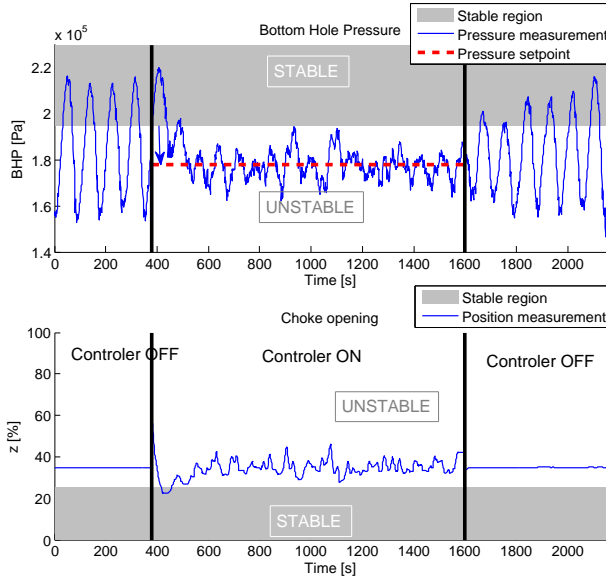 Bottom Hole Pressure
Stable region
Pressure measurement
Pressure setpoint
x 10⁵
2.2
2
1.8
1.6
1.4
BHP [Pa]
STABLE
UNSTABLE
0 200 400 600 800 1000 1200 1400 1600 1800 2000
Time [s]
Stable region
Position measurement
Choke opening
100
80
60
40
20
0
z [%]
Controler OFF
Controler ON
Controler OFF
UNSTABLE
STABLE
0 200 400 600 800 1000 1200 1400 1600 1800 2000
Time [s]